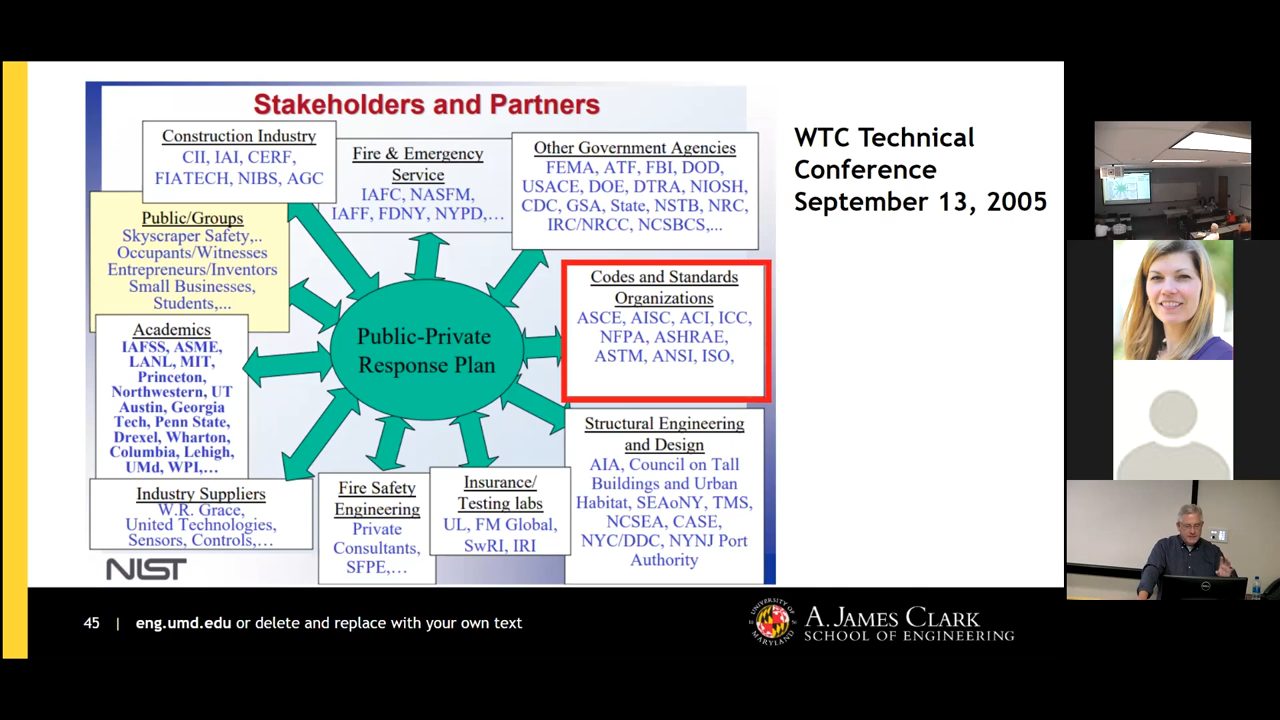 Stakeholders and Partners
Construction Industry
CII, IAI, CERF,
FIATECH, NIBS, AGC
Fire & Emergency
Service
IAFC, NASFM,
IAFF, FDNY, NYPD,…
Other Government Agencies
FEMA, ATF, FBI, DOD,
USACE, DOE, DTRA, NIOSH,
CDC, GSA, State, NSTB, NRC,
IRC/NRCC, NCSBCS,...
Public/Groups
Skyscraper Safety,..
Occupants/Witnesses
Entrepreneurs/Inventors
Small Businesses,
Students,...
Codes and Standards
Organizations
ASCE, AISC, ACI, ICC,
NFPA, ASHRAE,
ASTM, ANSI, ISO,
Public-Private
Response Plan
Academics
IAFSS, ASME,
LANL, MIT,
Princeton,
Northwestern, UT
Austin, Georgia
Tech, Penn State,
Drexel, Wharton,
Columbia, Lehigh,
UMd, WPI,...
Structural Engineering
and Design
AIA, Council on Tall
Buildings and Urban
Habitat, SEAoNY, TMS,
NCSEA, CASE,
NYC/DDC, NYNJ Port
Authority
Industry Suppliers
W.R. Grace,
United Technologies,
Sensors, Controls,…
Fire Safety
Engineering
Private
Consultants,
SFPE,…
Insurance/
Testing labs
UL, FM Global,
SwRI, IRI
NIST
WTC Technical
Conference
September 13, 2005
45 | eng.umd.edu or delete and replace with your own text
UNIVERSITY OF
MARYLAND
A. JAMES CLARK
SCHOOL OF ENGINEERING